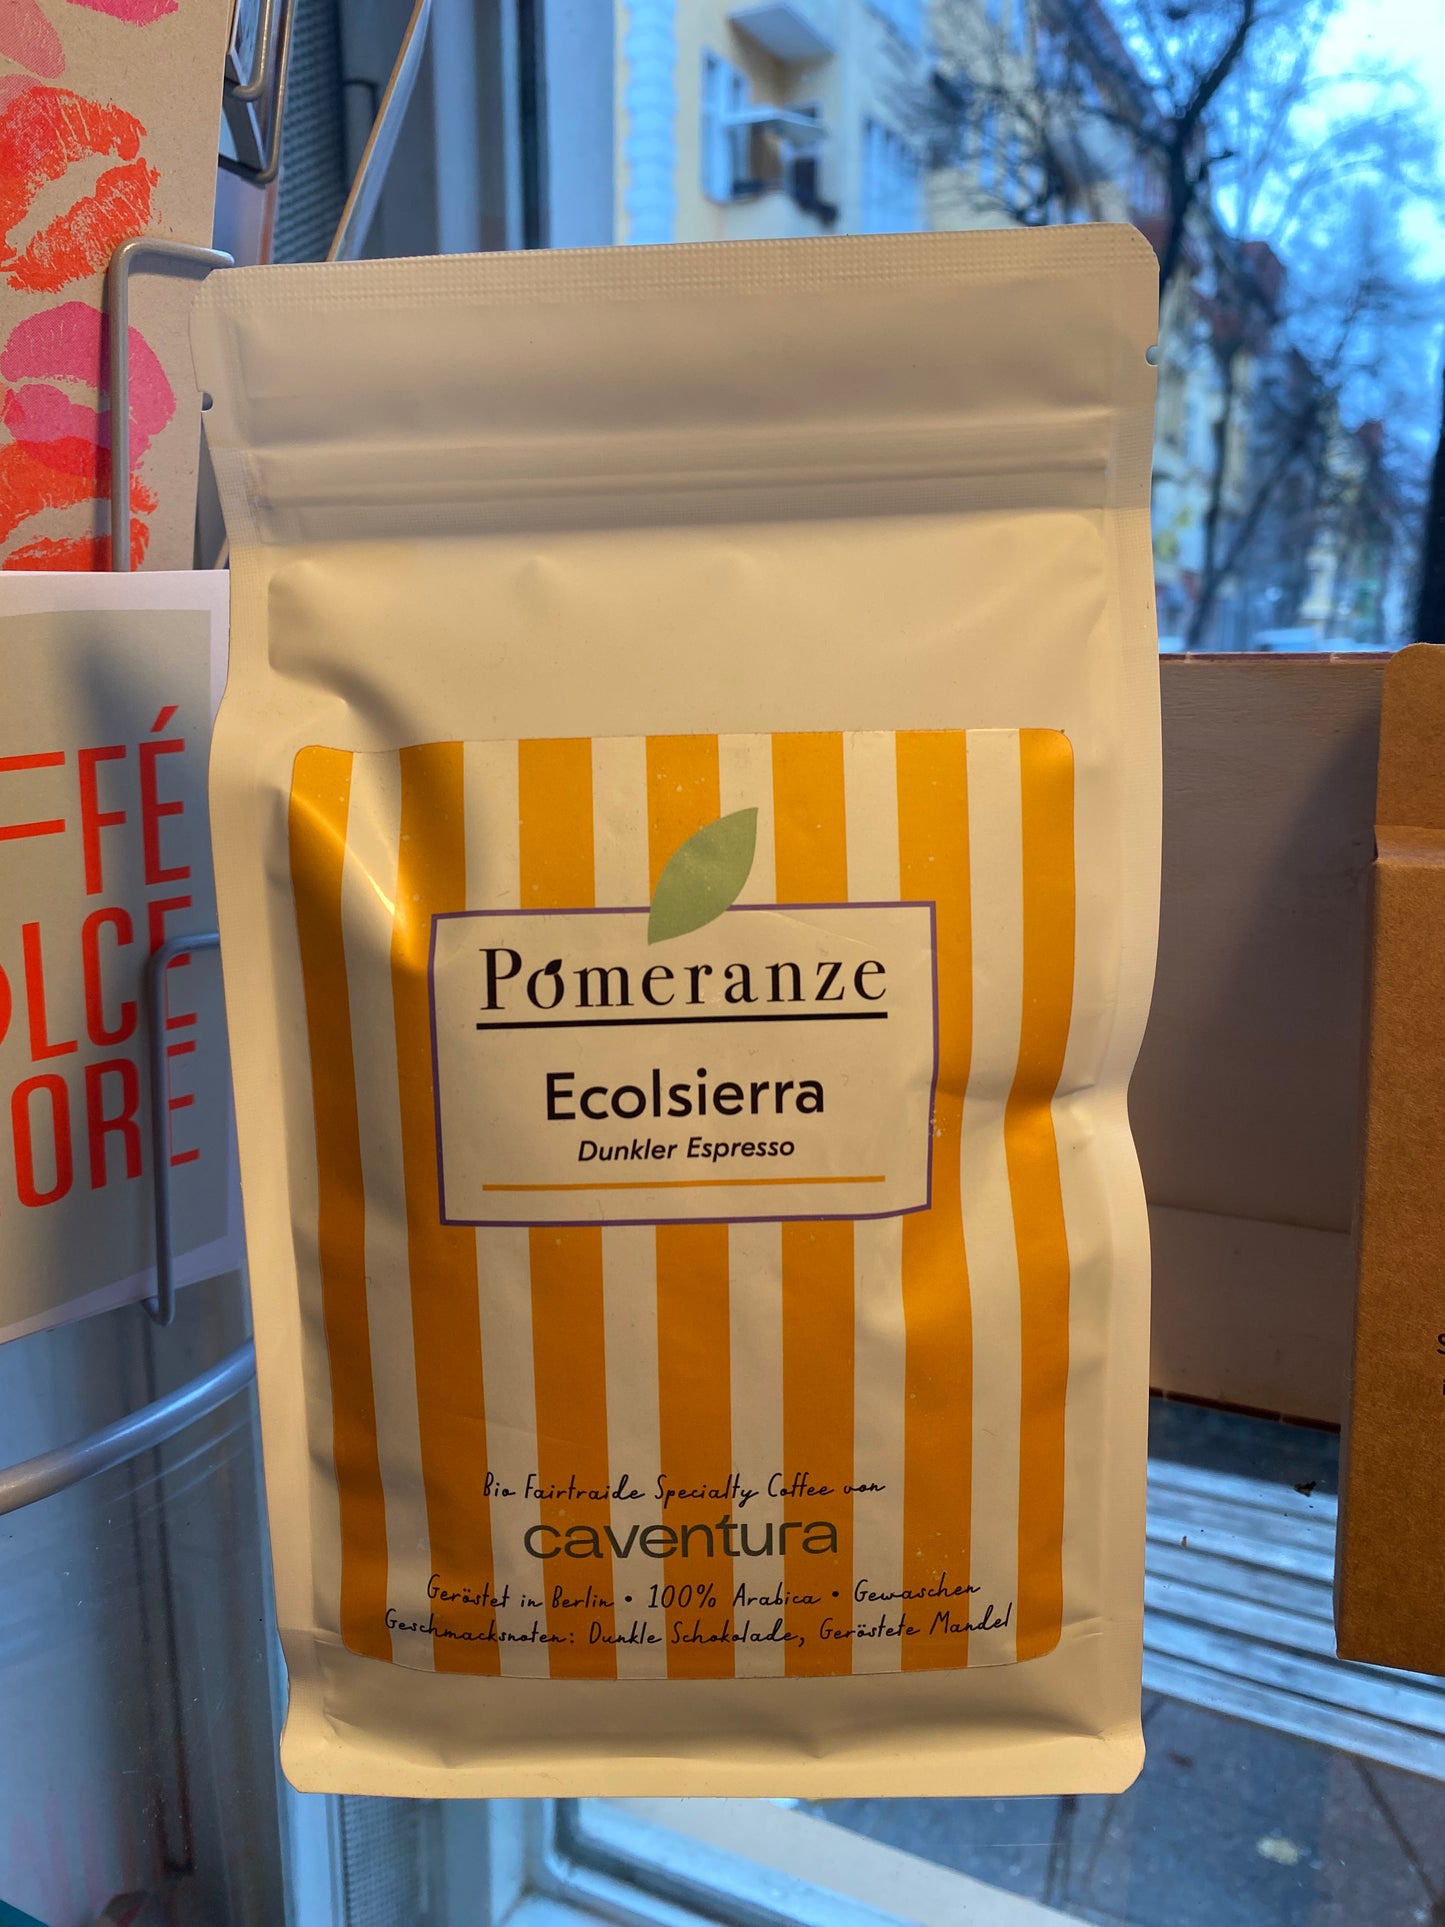 FÉ
OLCE
ORE
Pomeranze
Ecolsierra
Dunkler Espresso
Bio Fairtraide Specialty Coffee von
caventura
Geröstet in Berlin • 100% Arabica • Gewaschen
Geschmacksnoten: Dunkle Schokolade, Geröstete Mandel